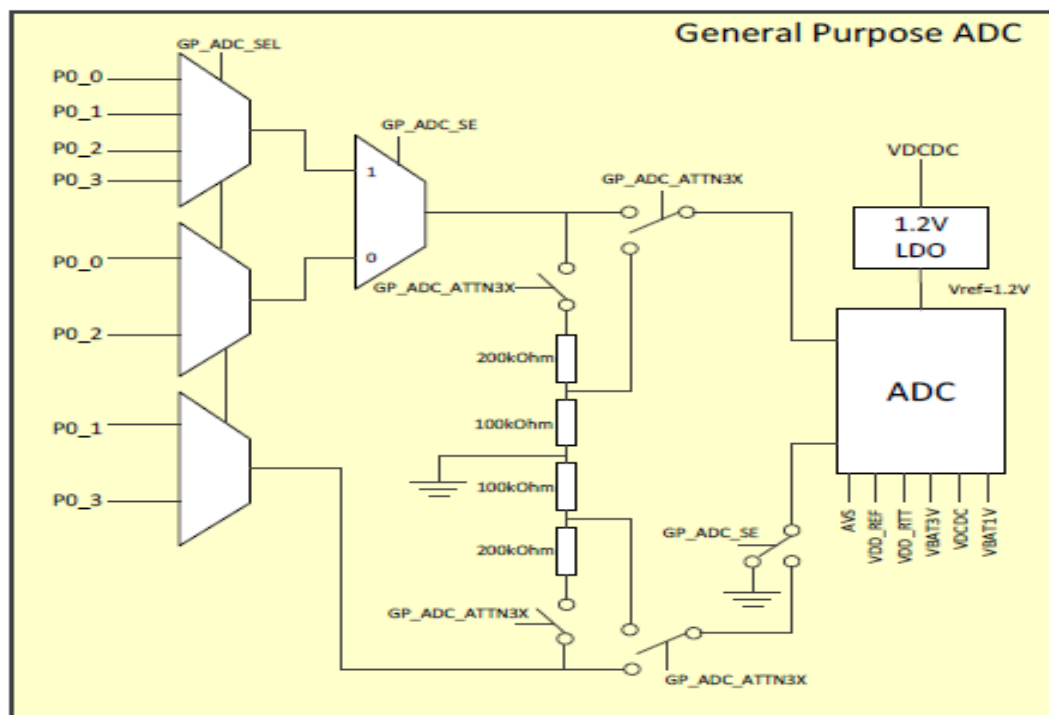 General Purpose ADC
GP_ADC_SEL
P0_0
P0_1
P0_2
P0_3
GP_ADC_SE
1
0
P0_0
P0_2
P0_1
P0_3
GP_ADC_ATTN3X
GP_ADC_ATTN3X
200kOhm
100kOhm
100kOhm
200kOhm
GP_ADC_ATTN3X
GP_ADC_ATTN3X
GP_ADC_SE
VDCDC
1.2V
LDO
Vref=1.2V
ADC
AVS
VDD_REF
VDD_RTT
VBAT3V
VDCDC
VBAT1V